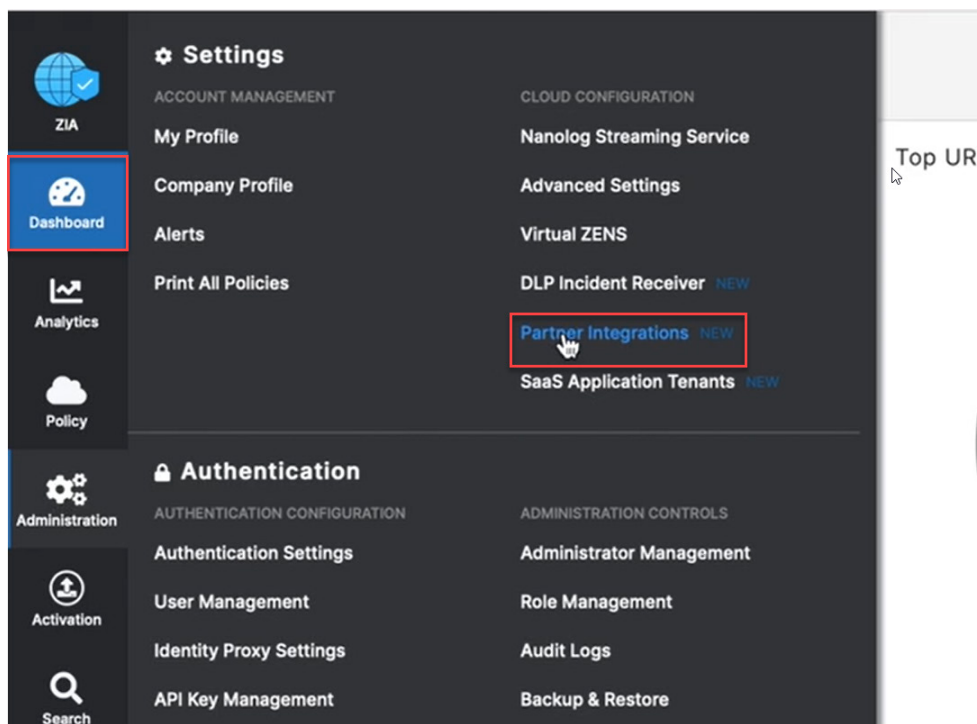 ZIA
Dashboard
Analytics
Policy
Administration
Activation
Search
Settings
ACCOUNT MANAGEMENT
My Profile
Company Profile
Alerts
Print All Policies
CLOUD CONFIGURATION
Nanolog Streaming Service
Advanced Settings
Virtual ZENS
DLP Incident Receiver NEW
Partner Integrations NEW
SaaS Application Tenants NEW
Authentication
AUTHENTICATION CONFIGURATION
Authentication Settings
User Management
Identity Proxy Settings
API Key Management
ADMINISTRATION CONTROLS
Administrator Management
Role Management
Audit Logs
Backup & Restore
Top UR